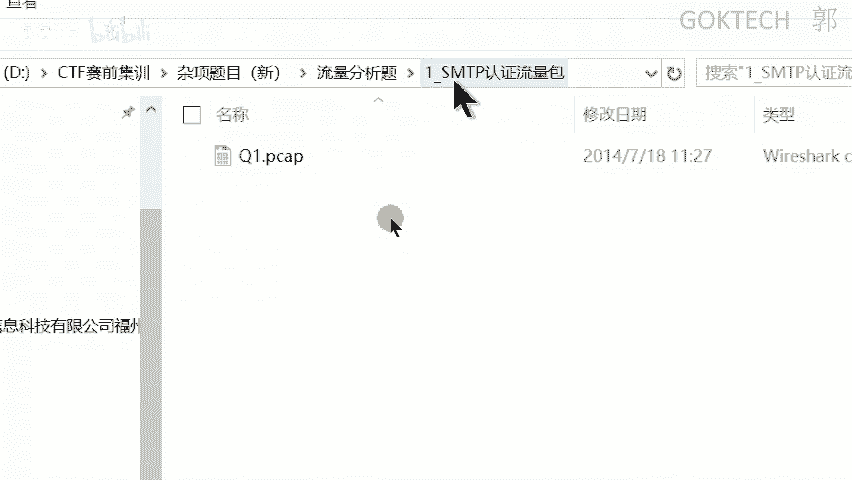 查看
GOKTECH 郭
bilibili
(D:) > CTF赛前集训 > 杂项题目（新） > 流量分析题 > 1_SMTP认证流量包
搜索"1_SMTP认证流
名称 修改日期 类型
Q1.pcap 2014/7/18 11:27 Wireshark c
信息科技有限公司福州